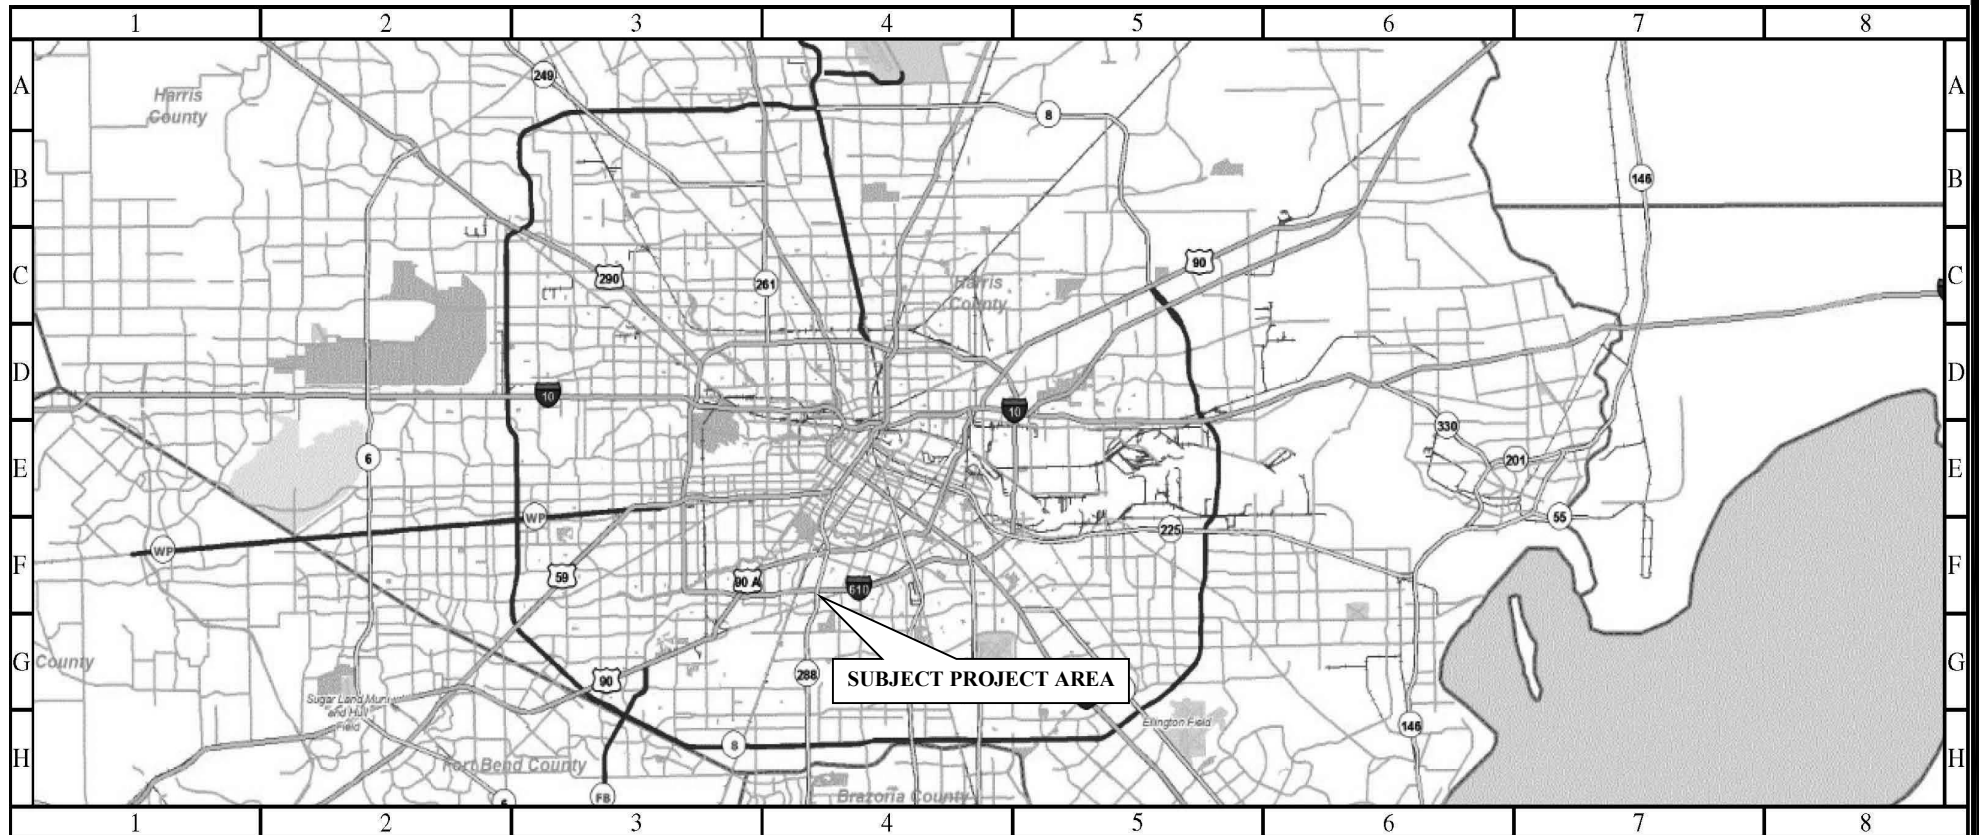 1 2 3 4 5 6 7 8
A A
249
Harris
County
8
B B
146
C C
90
290
261
Harris
County
D D
10
10
330
E E
6
201
WP
55
225
WP
F F
59
90 A
610
G G
County
288
90
SUBJECT PROJECT AREA
Sugar Land Muni
and Hull
Field
Ellington Field
146
8
H H
Fort Bend County
Brazoria County
6
FB
1 2 3 4 5 6 7 8